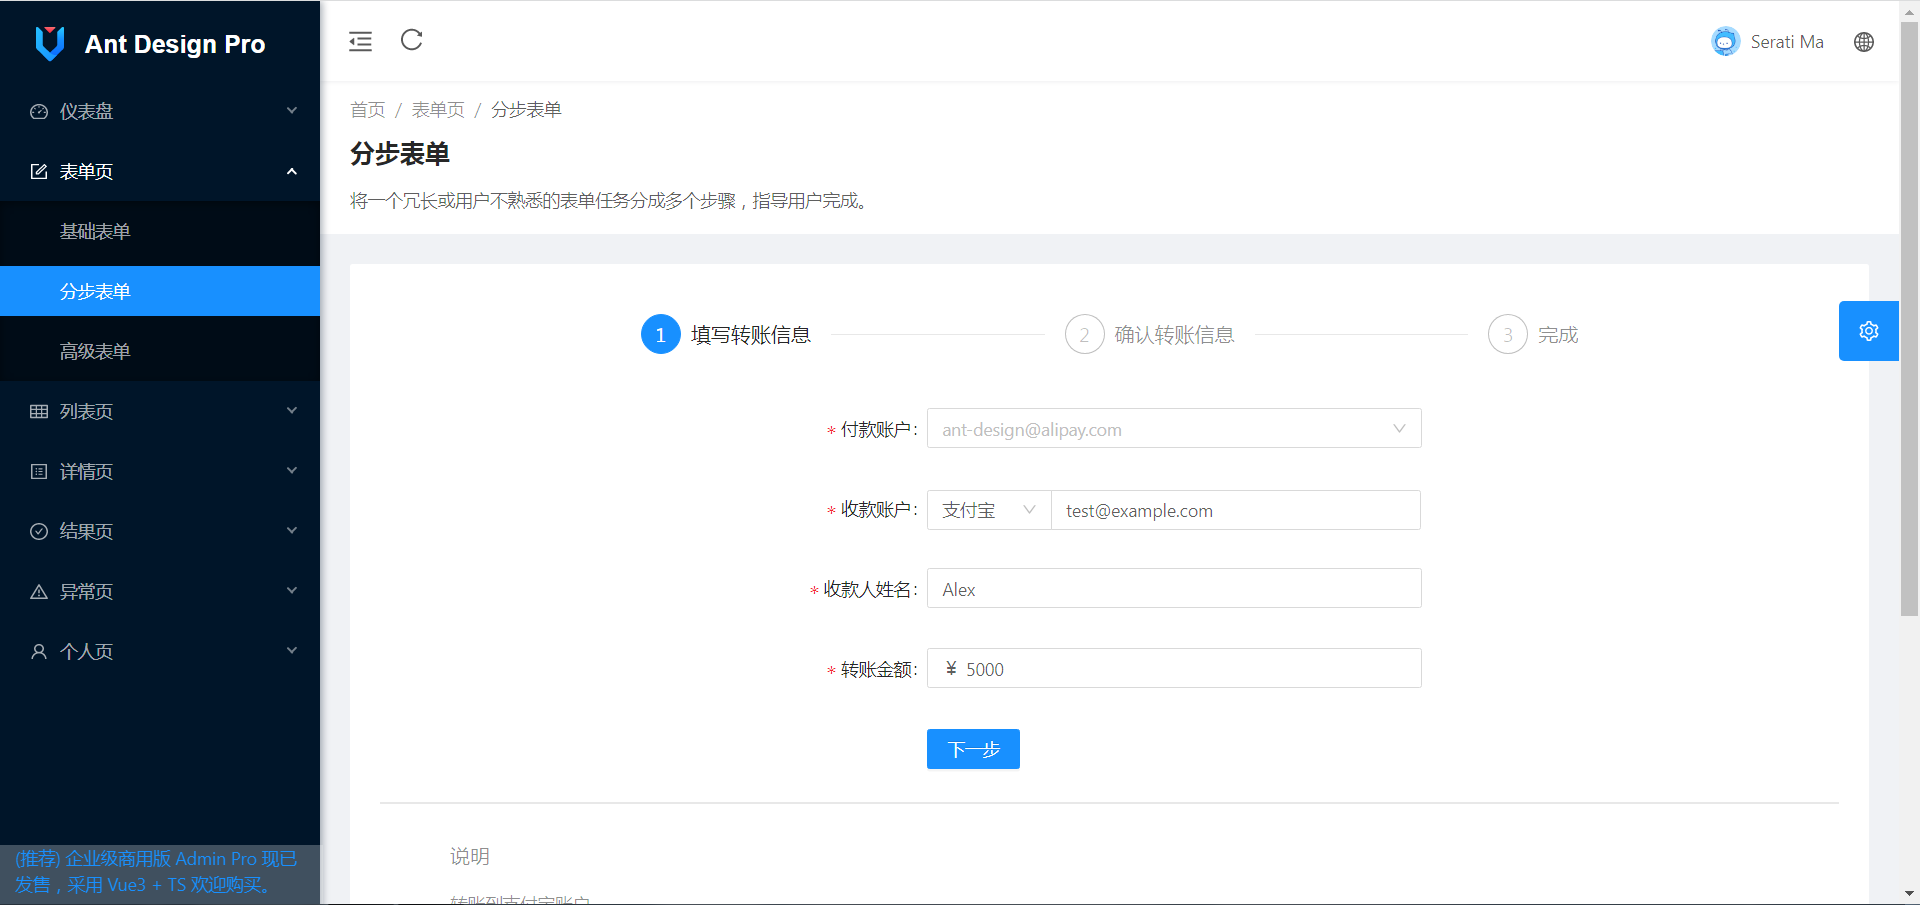 Ant Design Pro
仪表盘
表单页
基础表单
分步表单
高级表单
列表页
详情页
结果页
异常页
个人页
(推荐) 企业级商用版 Admin Pro 现已
发售，采用 Vue3 + TS 欢迎购买。
Serati Ma
首页 / 表单页 / 分步表单
分步表单
将一个冗长或用户不熟悉的表单任务分成多个步骤，指导用户完成。
1 填写转账信息 2 确认转账信息 3 完成
* 付款账户: ant-design@alipay.com
* 收款账户: 支付宝 test@example.com
* 收款人姓名: Alex
* 转账金额: ¥ 5000
下一步
说明
转账到支付宝账户